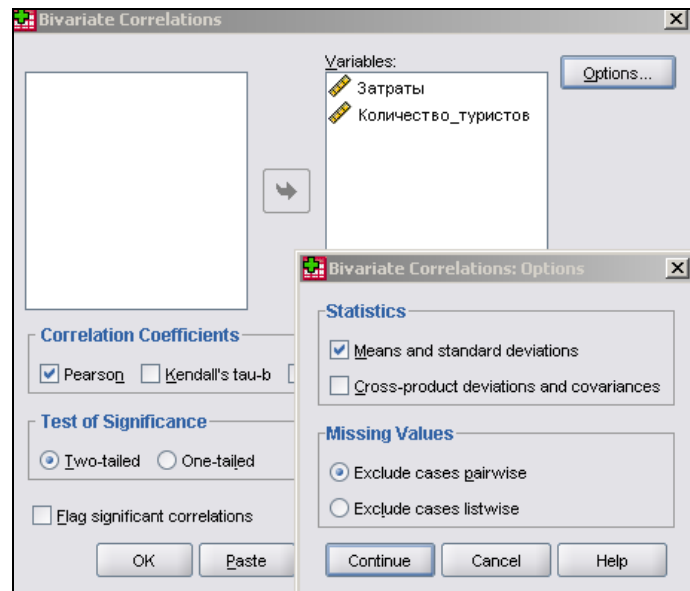 Bivariate Correlations
Variables:
Затраты
Количество_туристов
Options...
Correlation Coefficients
Pearson Kendall's tau-b
Test of Significance
Two-tailed One-tailed
Flag significant correlations
OK Paste
Bivariate Correlations: Options
Statistics
Means and standard deviations
Cross-product deviations and covariances
Missing Values
Exclude cases pairwise
Exclude cases listwise
Continue Cancel Help